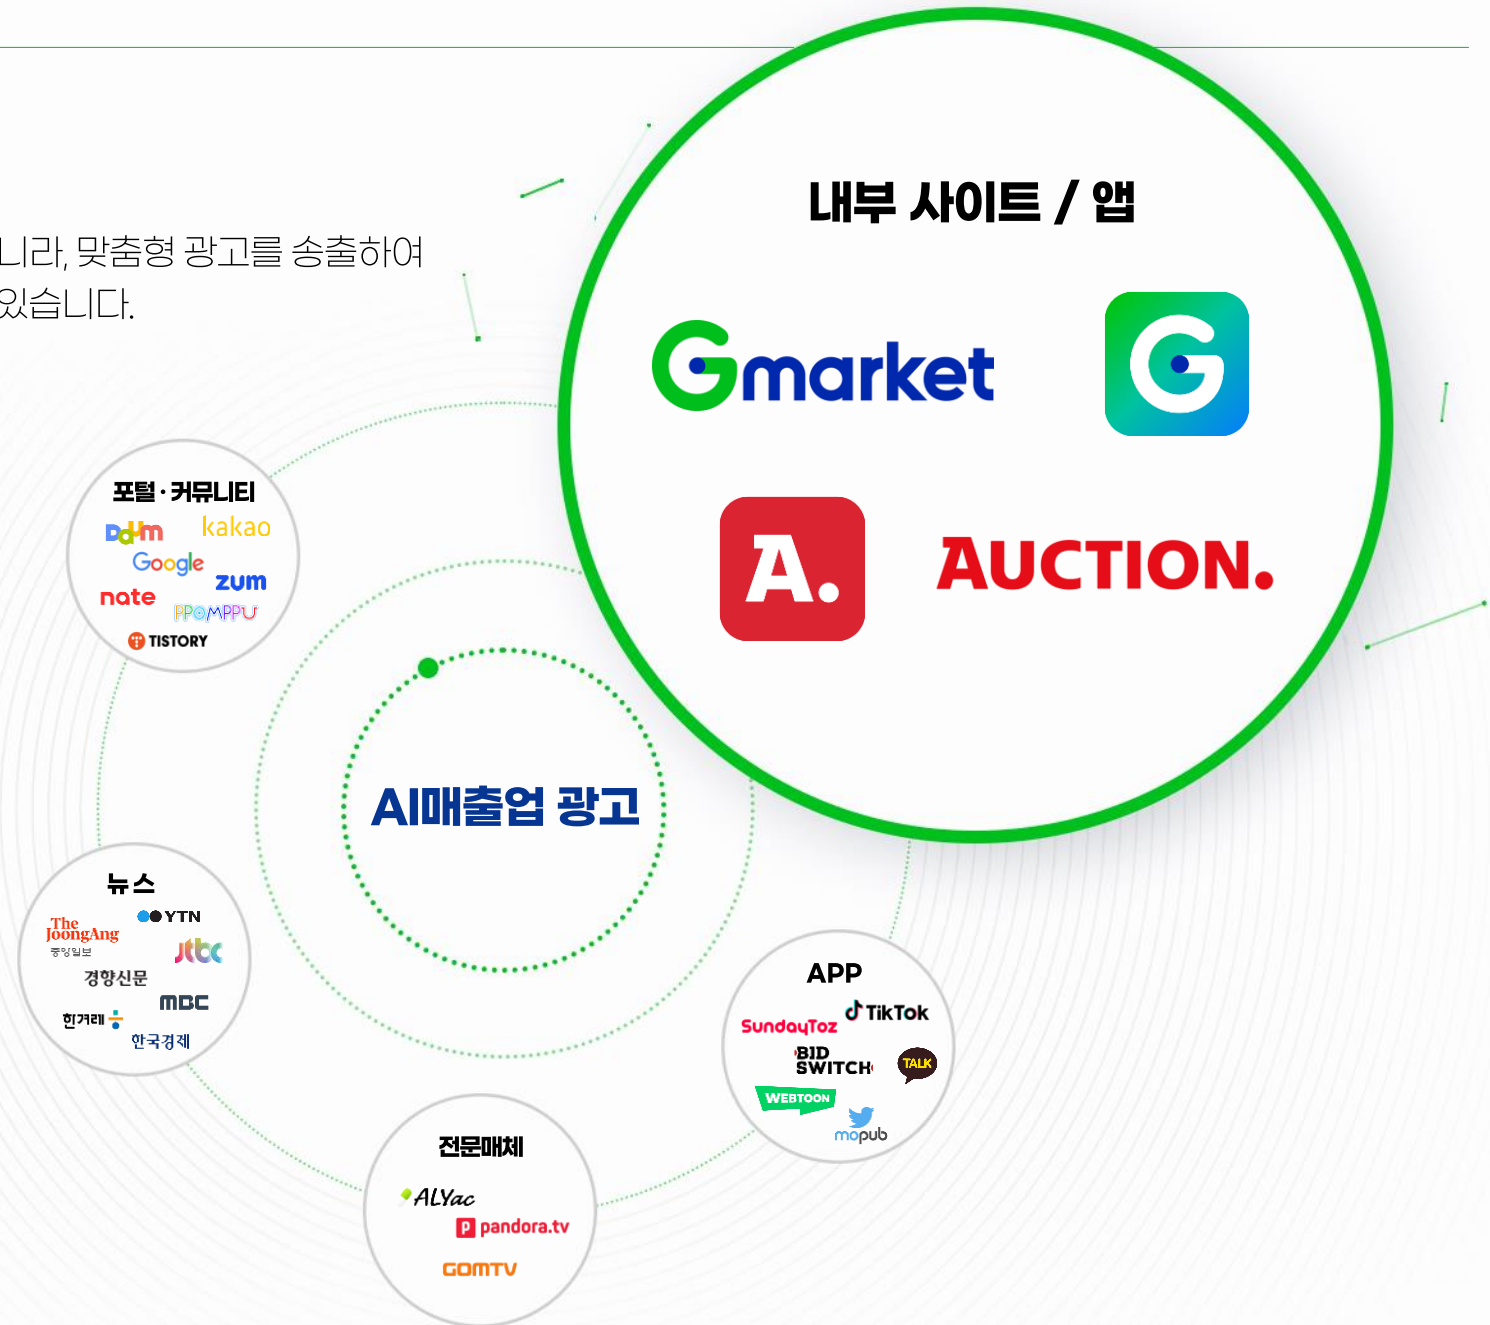 니라, 맞춤형 광고를 송출하여
있습니다.
내부 사이트 / 앱
Gmarket
G
A.
AUCTION.
포털·커뮤니티
Daum
kakao
Google
zum
nate
PPOMPPU
TISTORY
AI매출업 광고
뉴스
The
JoongAng
중앙일보
YTN
jtbc
경향신문
MBC
한겨레
한국경제
APP
TikTok
SundayToz
BID
SWITCH
TALK
WEBTOON
mopub
전문매체
ALYac
pandora.tv
GOMTV